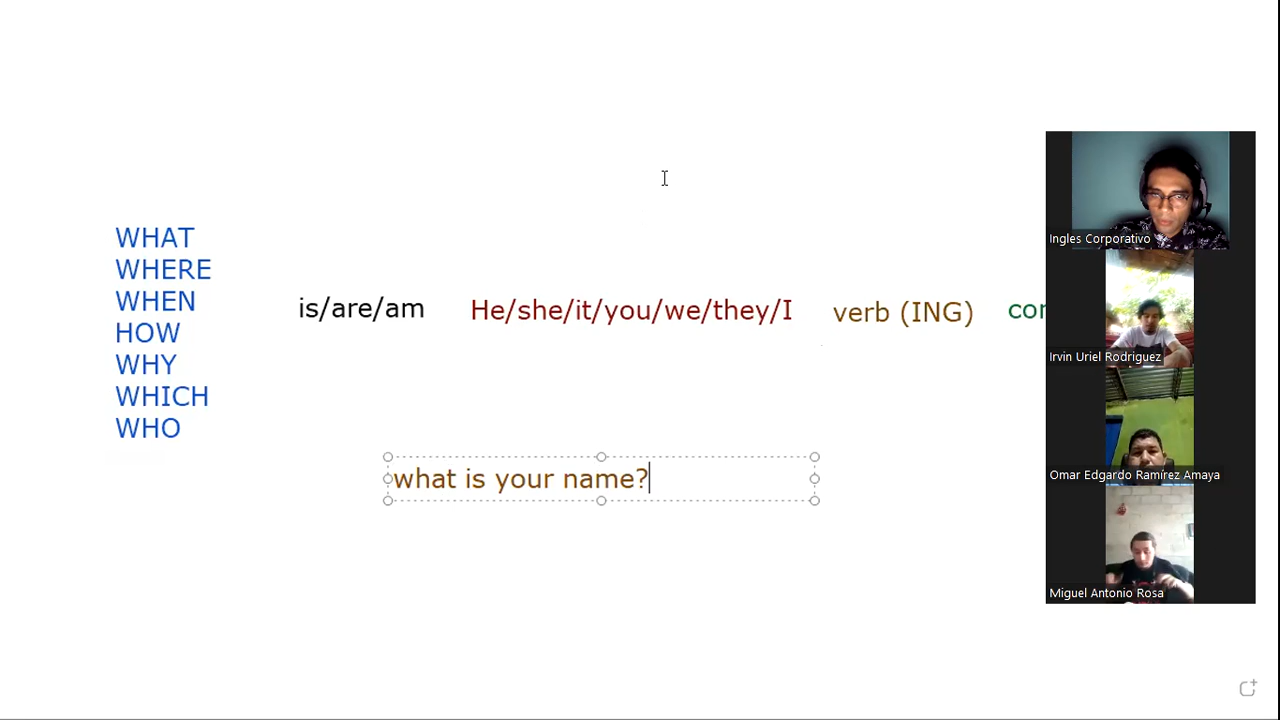 WHAT
WHERE
WHEN
HOW
WHY
WHICH
WHO
is/are/am
He/she/it/you/we/they/I
verb (ING)
what is your name?
Ingles Corporativo
Irvin Uriel Rodriguez
Omar Edgardo Ramírez Amaya
Miguel Antonio Rosa